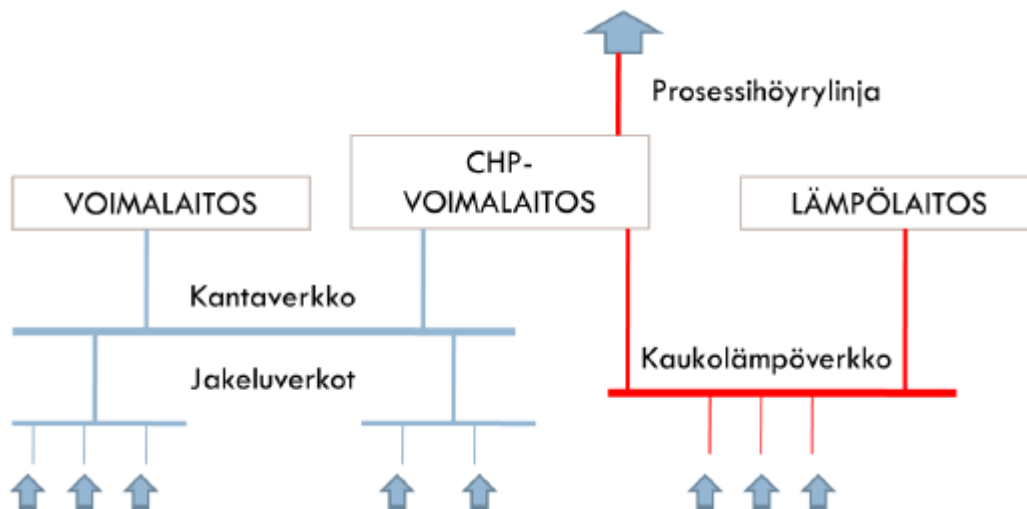 Prosessihöyrylinja
CHP-
VOIMALAITOS
VOIMALAITOS
LÄMPÖLAITOS
Kantaverkko
Jakeluverkot
Kaukolämpöverkko